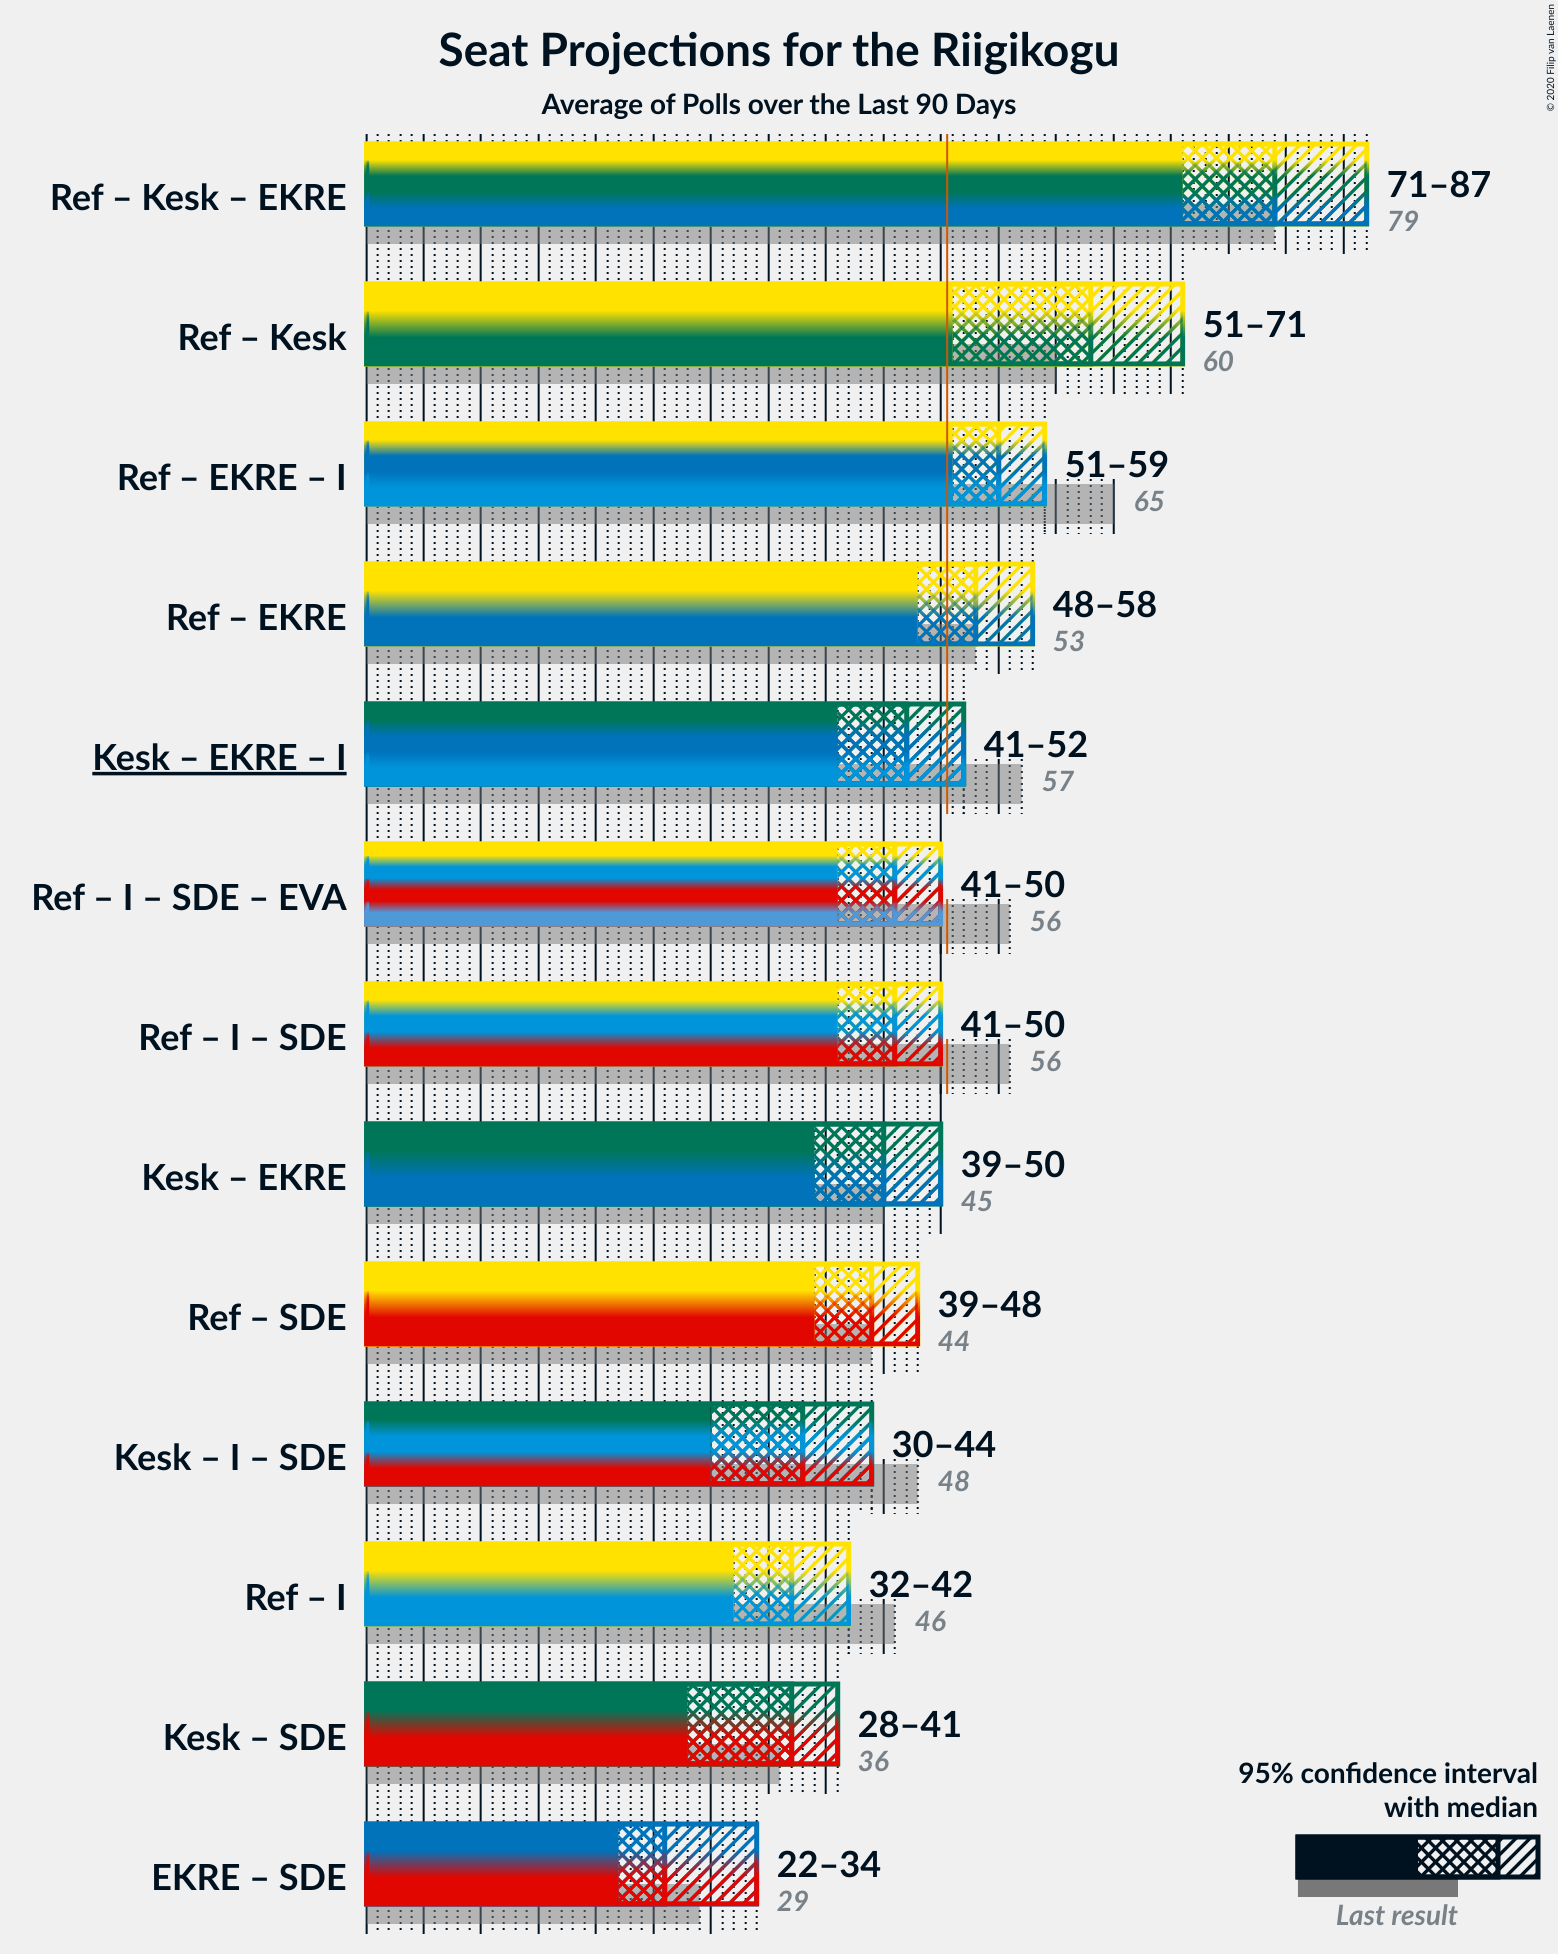 Seat Projections for the Riigikogu
Average of Polls over the Last 90 Days
© 2020 Filip van Laenen
Ref – Kesk – EKRE
71–87
79
Ref – Kesk
51–71
60
Ref – EKRE – I
51–59
65
Ref – EKRE
48–58
53
Kesk – EKRE – I
41–52
57
Ref – I – SDE – EVA
41–50
56
Ref – I – SDE
41–50
56
Kesk – EKRE
39–50
45
Ref – SDE
39–48
44
Kesk – I – SDE
30–44
48
Ref – I
32–42
46
Kesk – SDE
28–41
36
EKRE – SDE
22–34
29
95% confidence interval
with median
Last result